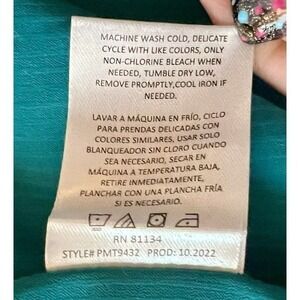 MACHINE WASH COLD, DELICATE
CYCLE WITH LIKE COLORS, ONLY
NON-CHLORINE BLEACH WHEN
NEEDED, TUMBLE DRY LOW,
REMOVE PROMPTLY,COOL IRON IF
NEEDED.
LAVAR A MÁQUINA EN FRÍO, CICLO
PARA PRENDAS DELICADAS CON
COLORES SIMILARES, USAR SOLO
BLANQUEADOR SIN CLORO CUANDO
SEA NECESARIO, SECAR EN
MÁQUINA A TEMPERATURA BAJA,
RETIRE INMEDIATAMENTE,
PLANCHAR CON UNA PLANCHA FRÍA
SI ES NECESARIO.
RN 81134
STYLE# PMT9432 PROD: 10.2022